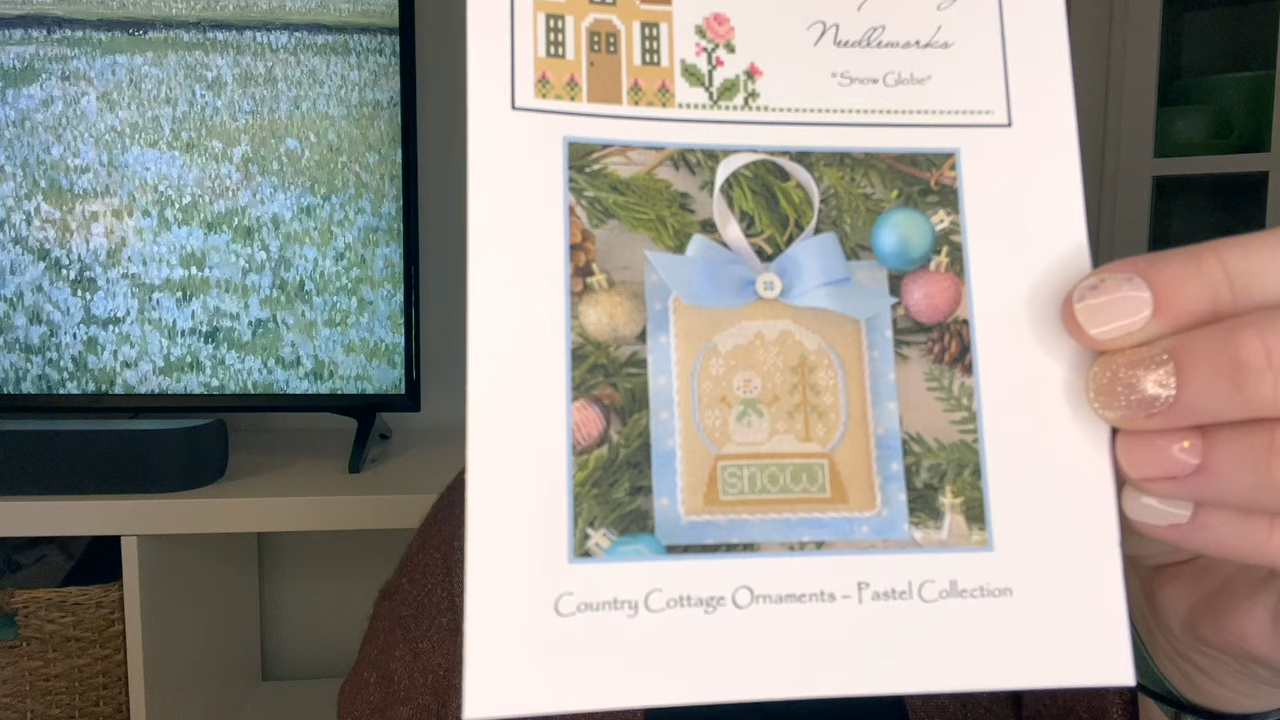 Needleworks
"Snow Globe"
snow
Country Cottage Ornaments – Pastel Collection